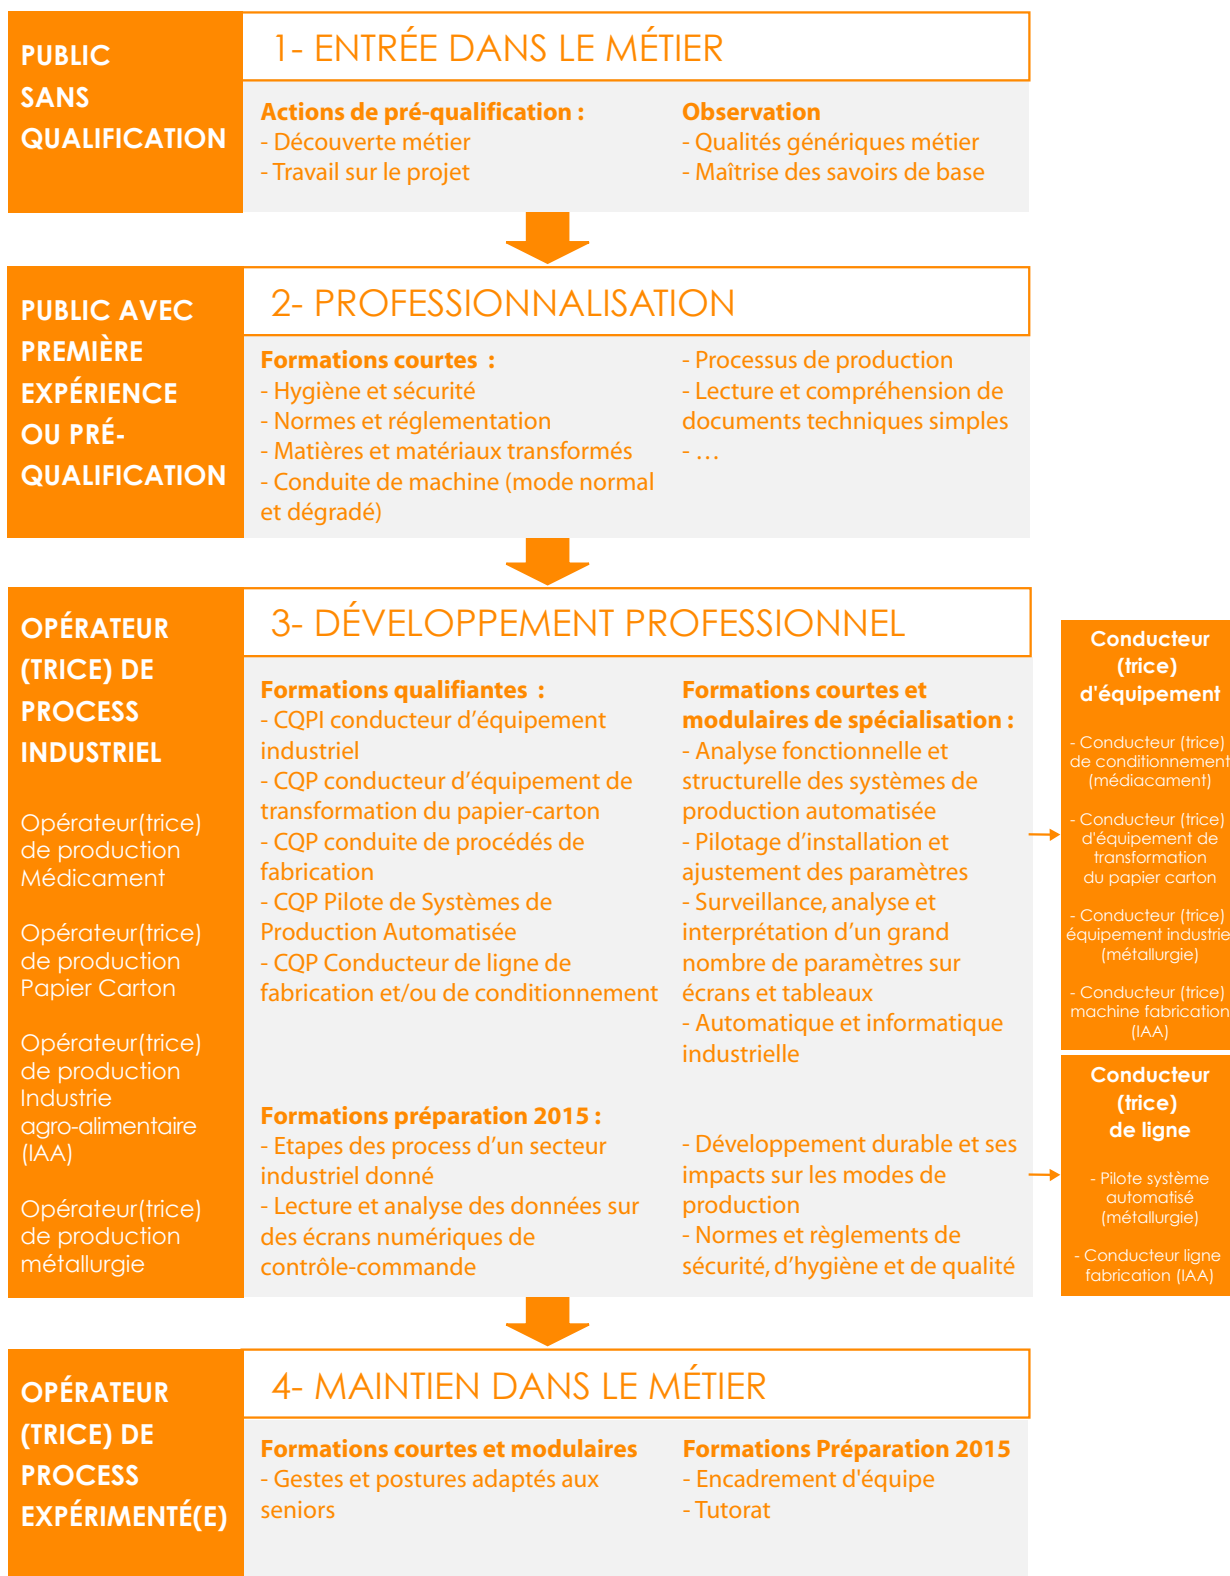 PUBLIC
SANS
QUALIFICATION
1- ENTRÉE DANS LE MÉTIER
Actions de pré-qualification :
- Découverte métier
- Travail sur le projet
Observation
- Qualités génériques métier
- Maîtrise des savoirs de base
PUBLIC AVEC
PREMIÈRE
EXPÉRIENCE
OU PRÉ-
QUALIFICATION
2- PROFESSIONNALISATION
Formations courtes :
- Hygiène et sécurité
- Normes et réglementation
- Matières et matériaux transformés
- Conduite de machine (mode normal
et dégradé)
- Processus de production
- Lecture et compréhension de
documents techniques simples
- …
OPÉRATEUR
(TRICE) DE
PROCESS
INDUSTRIEL
Opérateur(trice)
de production
Médicament
Opérateur(trice)
de production
Papier Carton
Opérateur(trice)
de production
Industrie
agro-alimentaire
(IAA)
Opérateur(trice)
de production
métallurgie
3- DÉVELOPPEMENT PROFESSIONNEL
Formations qualifiantes :
- CQPI conducteur d’équipement
industriel
- CQP conducteur d’équipement de
transformation du papier-carton
- CQP conduite de procédés de
fabrication
- CQP Pilote de Systèmes de
Production Automatisée
- CQP Conducteur de ligne de
fabrication et/ou de conditionnement
Formations courtes et
modulaires de spécialisation :
- Analyse fonctionnelle et
structurelle des systèmes de
production automatisée
- Pilotage d’installation et
ajustement des paramètres
- Surveillance, analyse et
interprétation d’un grand
nombre de paramètres sur
écrans et tableaux
- Automatique et informatique
industrielle
Formations préparation 2015 :
- Etapes des process d’un secteur
industriel donné
- Lecture et analyse des données sur
des écrans numériques de
contrôle-commande
- Développement durable et ses
impacts sur les modes de
production
- Normes et règlements de
sécurité, d’hygiène et de qualité
Conducteur
(trice)
d'équipement
- Conducteur (trice)
de conditionnement
(médiacament)
- Conducteur (trice)
d'équipement de
transformation
du papier carton
- Conducteur (trice)
équipement industrie
(métallurgie)
- Conducteur (trice)
machine fabrication
(IAA)
Conducteur
(trice)
de ligne
- Pilote système
automatisé
(métallurgie)
- Conducteur ligne
fabrication (IAA)
OPÉRATEUR
(TRICE) DE
PROCESS
EXPÉRIMENTÉ(E)
4- MAINTIEN DANS LE MÉTIER
Formations courtes et modulaires
- Gestes et postures adaptés aux
seniors
Formations Préparation 2015
- Encadrement d'équipe
- Tutorat